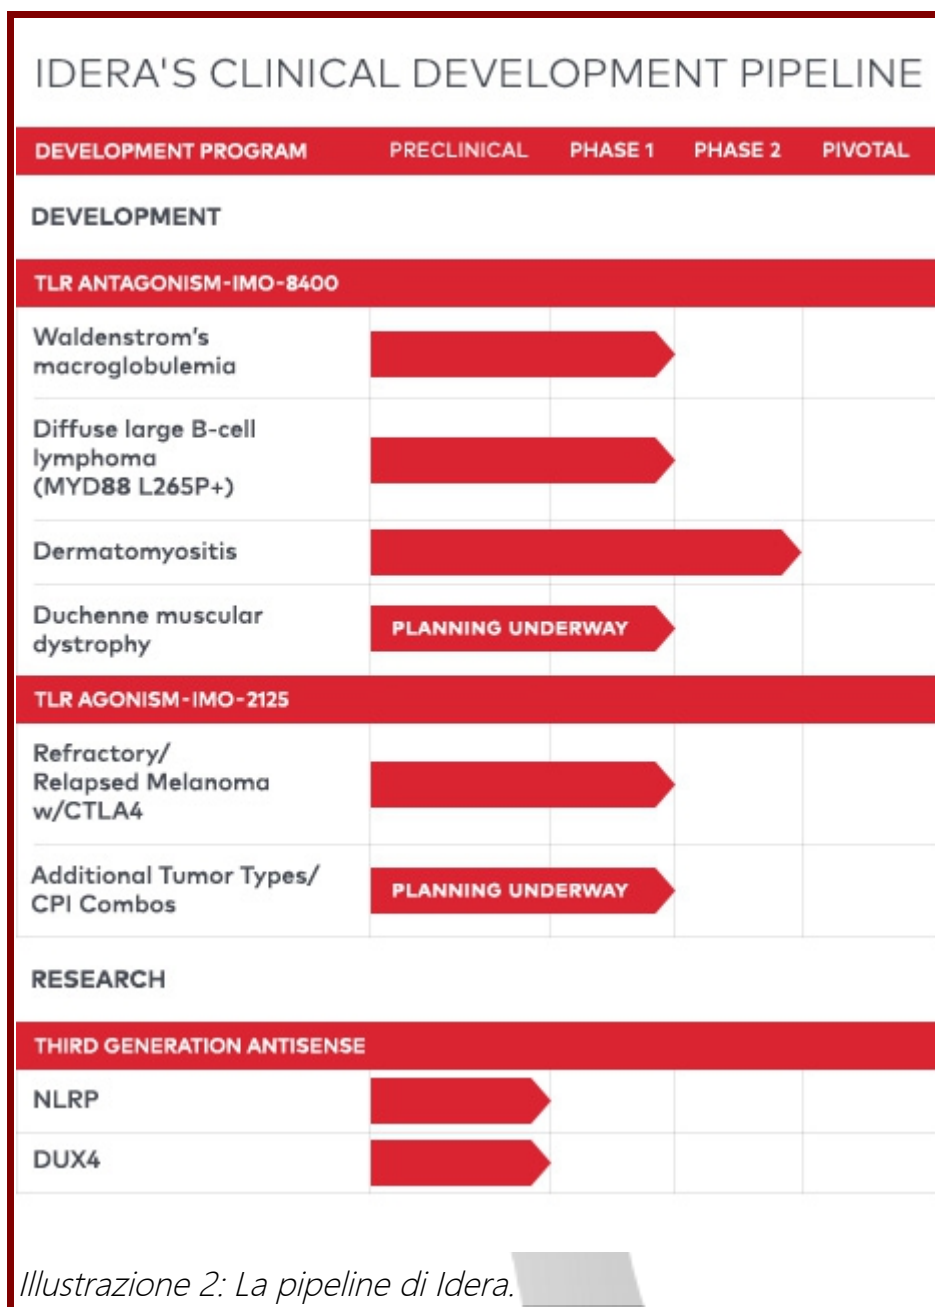 IDERA'S CLINICAL DEVELOPMENT PIPELINE
DEVELOPMENT PROGRAM PRECLINICAL PHASE 1 PHASE 2 PIVOTAL
DEVELOPMENT
TLR ANTAGONISM-IMO-8400
Waldenstrom's
macroglobulemia
Diffuse large B-cell
lymphoma
(MYD88 L265P+)
Dermatomyositis
Duchenne muscular
dystrophy
PLANNING UNDERWAY
TLR AGONISM-IMO-2125
Refractory/
Relapsed Melanoma
w/CTLA4
Additional Tumor Types/
CPI Combos
PLANNING UNDERWAY
RESEARCH
THIRD GENERATION ANTISENSE
NLRP
DUX4
Illustrazione 2: La pipeline di Idera.